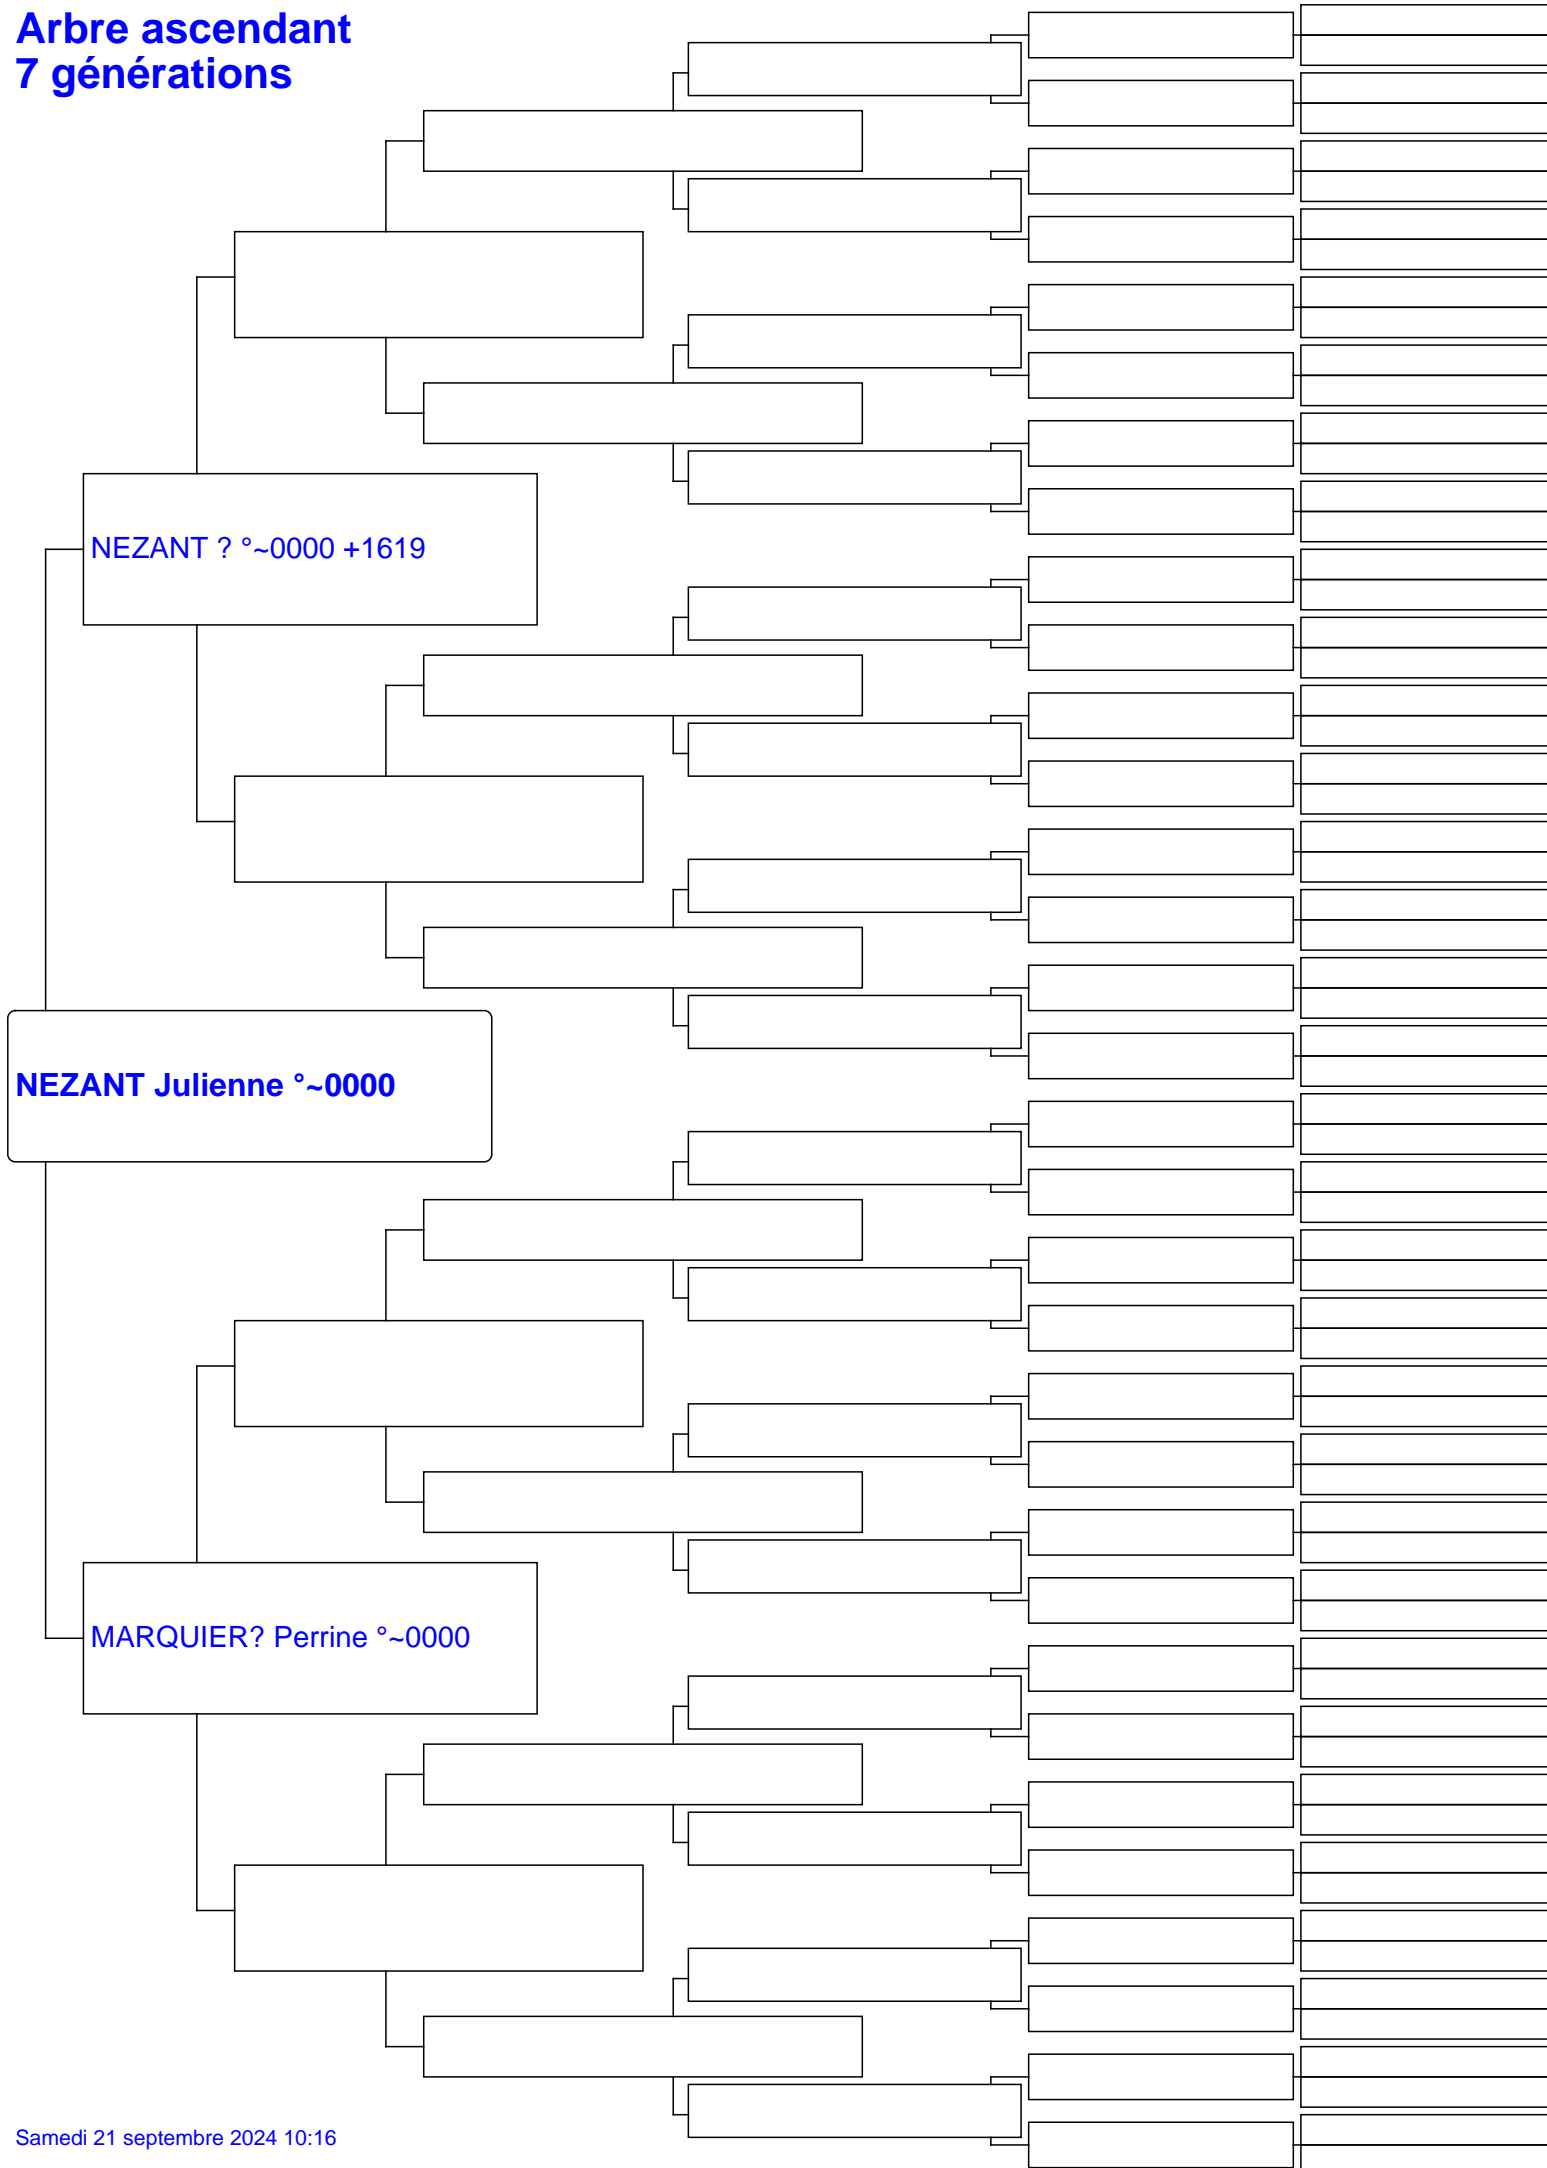 Arbre ascendant
7 générations
NEZANT ? °~0000 +1619
NEZANT Julienne °~0000
MARQUIER? Perrine °~0000
Samedi 21 septembre 2024 10:16